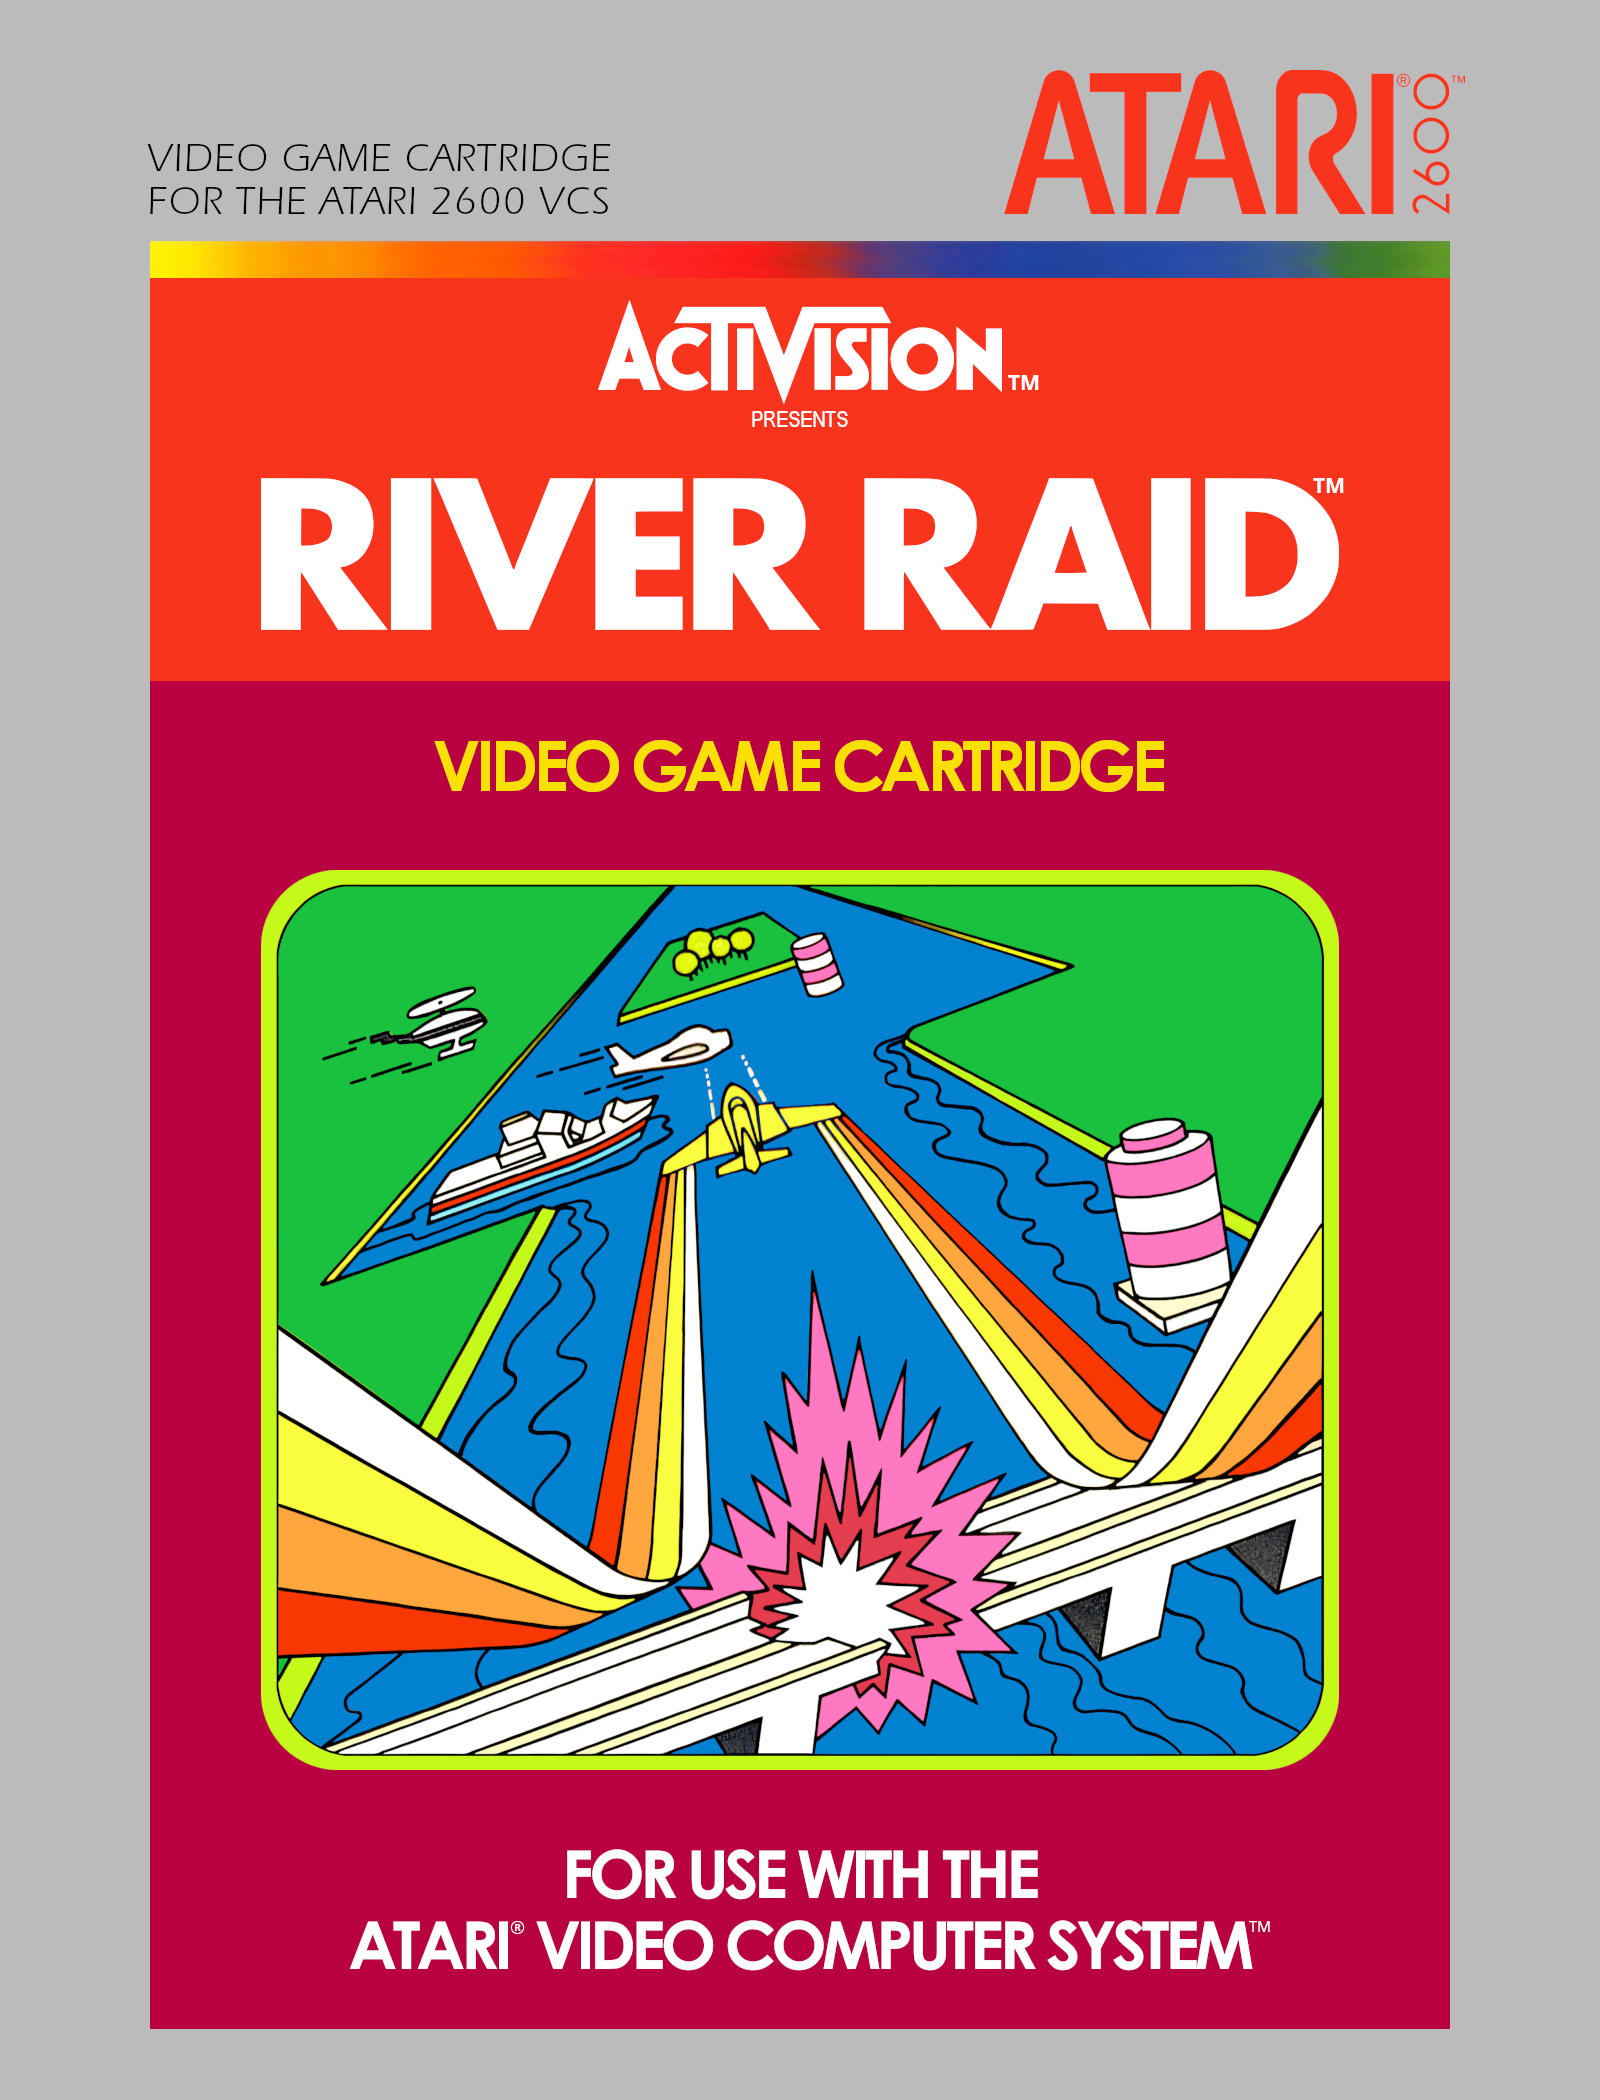 VIDEO GAME CARTRIDGE
FOR THE ATARI 2600 VCS
ATARI® 2600™
ACTIVISION™
PRESENTS
RIVER RAID™
VIDEO GAME CARTRIDGE
FOR USE WITH THE
ATARI® VIDEO COMPUTER SYSTEM™